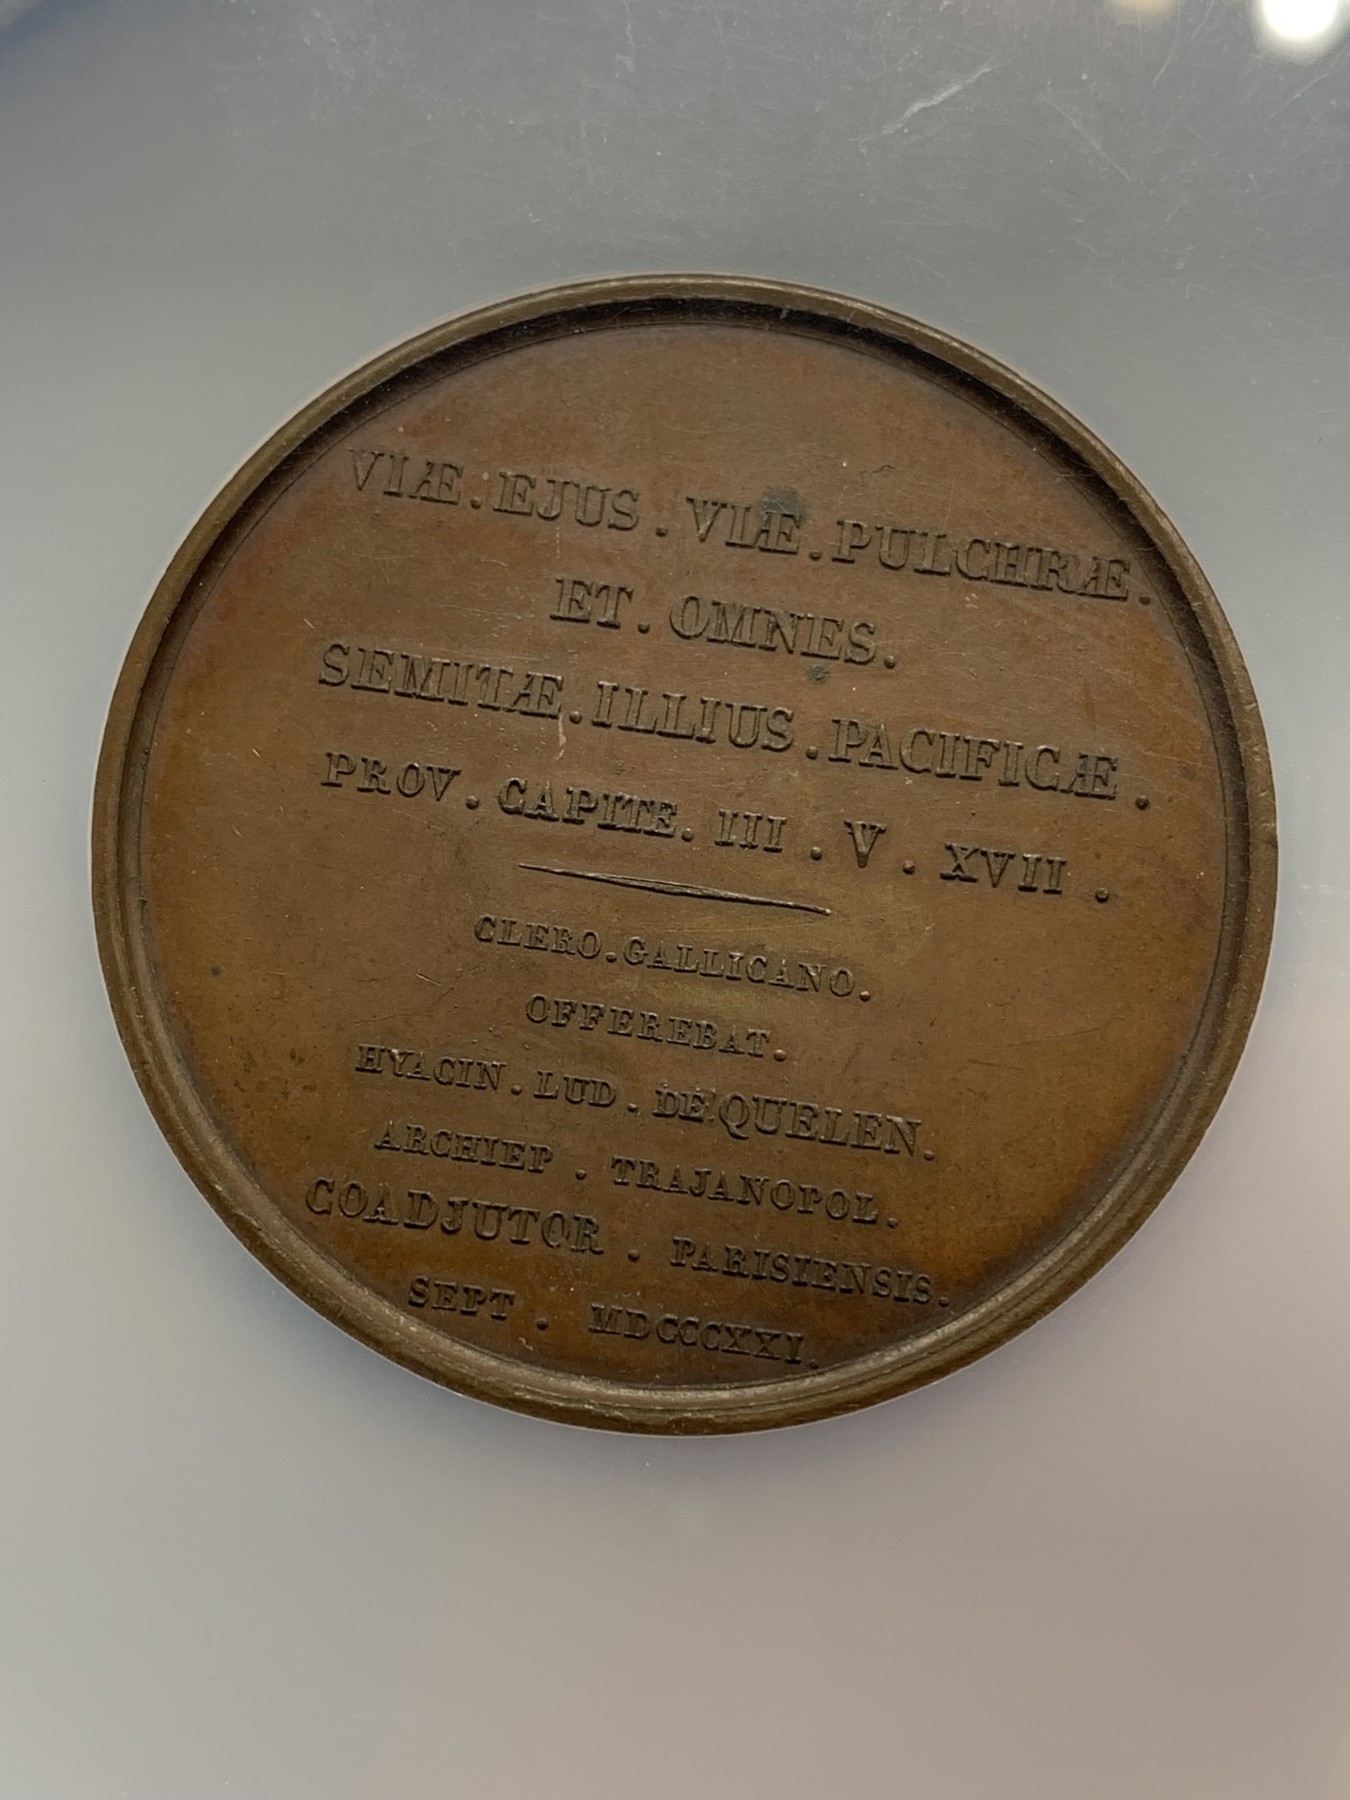 VIÆ.EJUS.VIÆ.PULCHRÆ.
ET.OMNES.
SEMITÆ.ILLIUS.PACIFICÆ.
PROV.CAPITE.III.V.XVII.
CLERO.GALLICANO.
OFFEREBAT.
HYACIN.LUD.DE QUELEN.
ARCHIEP.TRAJANOPOL.
COADJUTOR.PARISIENSIS.
SEPT.MDCCCXXI.